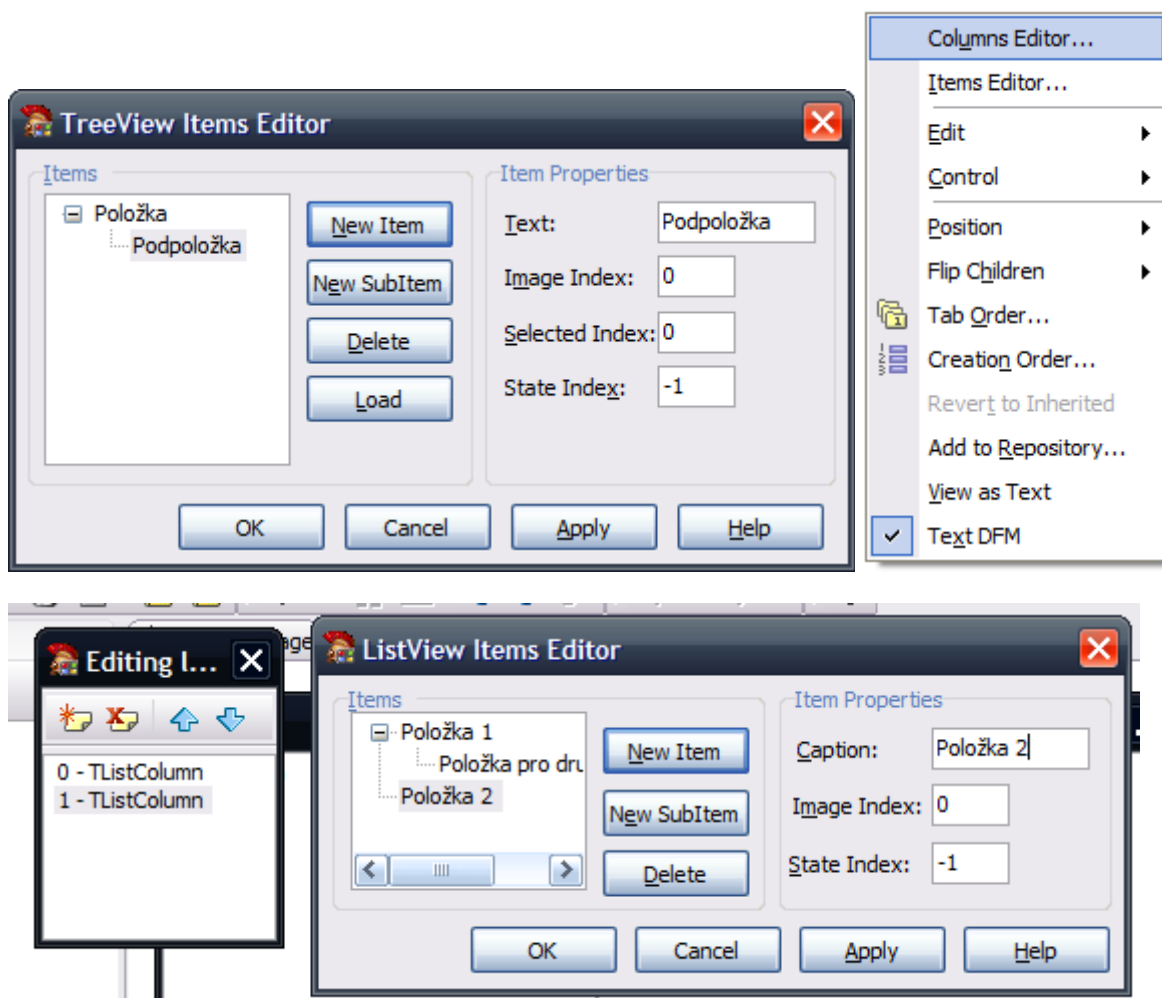 Columns Editor...
Items Editor...
Edit
Control
Position
Flip Children
Tab Order...
Creation Order...
Revert to Inherited
Add to Repository...
View as Text
Text DFM
TreeView Items Editor
Items
Položka
Podpoložka
New Item
New SubItem
Delete
Load
Item Properties
Text: Podpoložka
Image Index: 0
Selected Index: 0
State Index: -1
OK Cancel Apply Help
Editing l...
0 - TListColumn
1 - TListColumn
ListView Items Editor
Items
Položka 1
Položka pro dru
Položka 2
New Item
New SubItem
Delete
Item Properties
Caption: Položka 2
Image Index: 0
State Index: -1
OK Cancel Apply Help